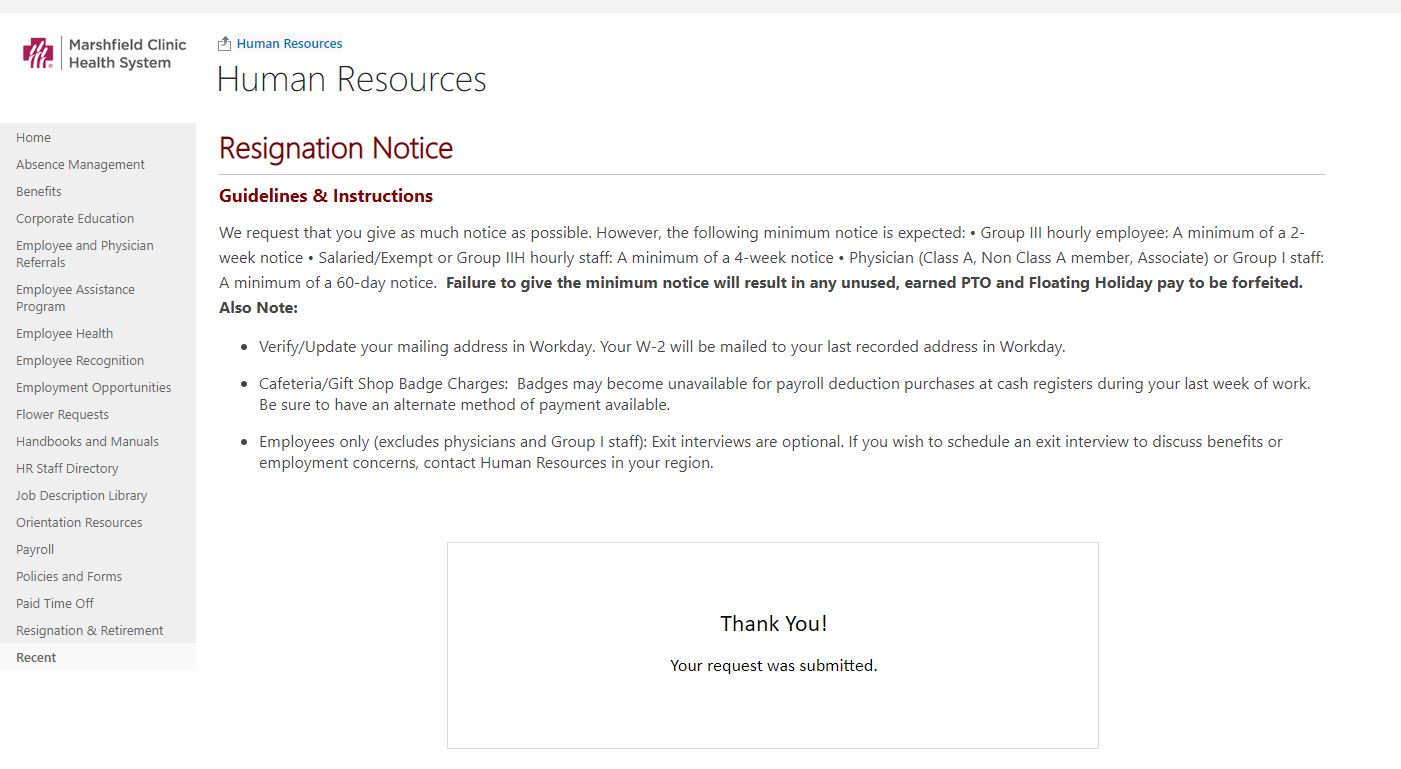 Marshfield Clinic
Health System
Human Resources
Human Resources
Home
Absence Management
Benefits
Corporate Education
Employee and Physician
Referrals
Employee Assistance
Program
Employee Health
Employee Recognition
Employment Opportunities
Flower Requests
Handbooks and Manuals
HR Staff Directory
Job Description Library
Orientation Resources
Payroll
Policies and Forms
Paid Time Off
Resignation & Retirement
Recent
Resignation Notice
Guidelines & Instructions
We request that you give as much notice as possible. However, the following minimum notice is expected: • Group III hourly employee: A minimum of a 2-
week notice • Salaried/Exempt or Group IIH hourly staff: A minimum of a 4-week notice • Physician (Class A, Non Class A member, Associate) or Group I staff:
A minimum of a 60-day notice. Failure to give the minimum notice will result in any unused, earned PTO and Floating Holiday pay to be forfeited.
Also Note:
• Verify/Update your mailing address in Workday. Your W-2 will be mailed to your last recorded address in Workday.
• Cafeteria/Gift Shop Badge Charges: Badges may become unavailable for payroll deduction purchases at cash registers during your last week of work.
Be sure to have an alternate method of payment available.
• Employees only (excludes physicians and Group I staff): Exit interviews are optional. If you wish to schedule an exit interview to discuss benefits or
employment concerns, contact Human Resources in your region.
Thank You!
Your request was submitted.